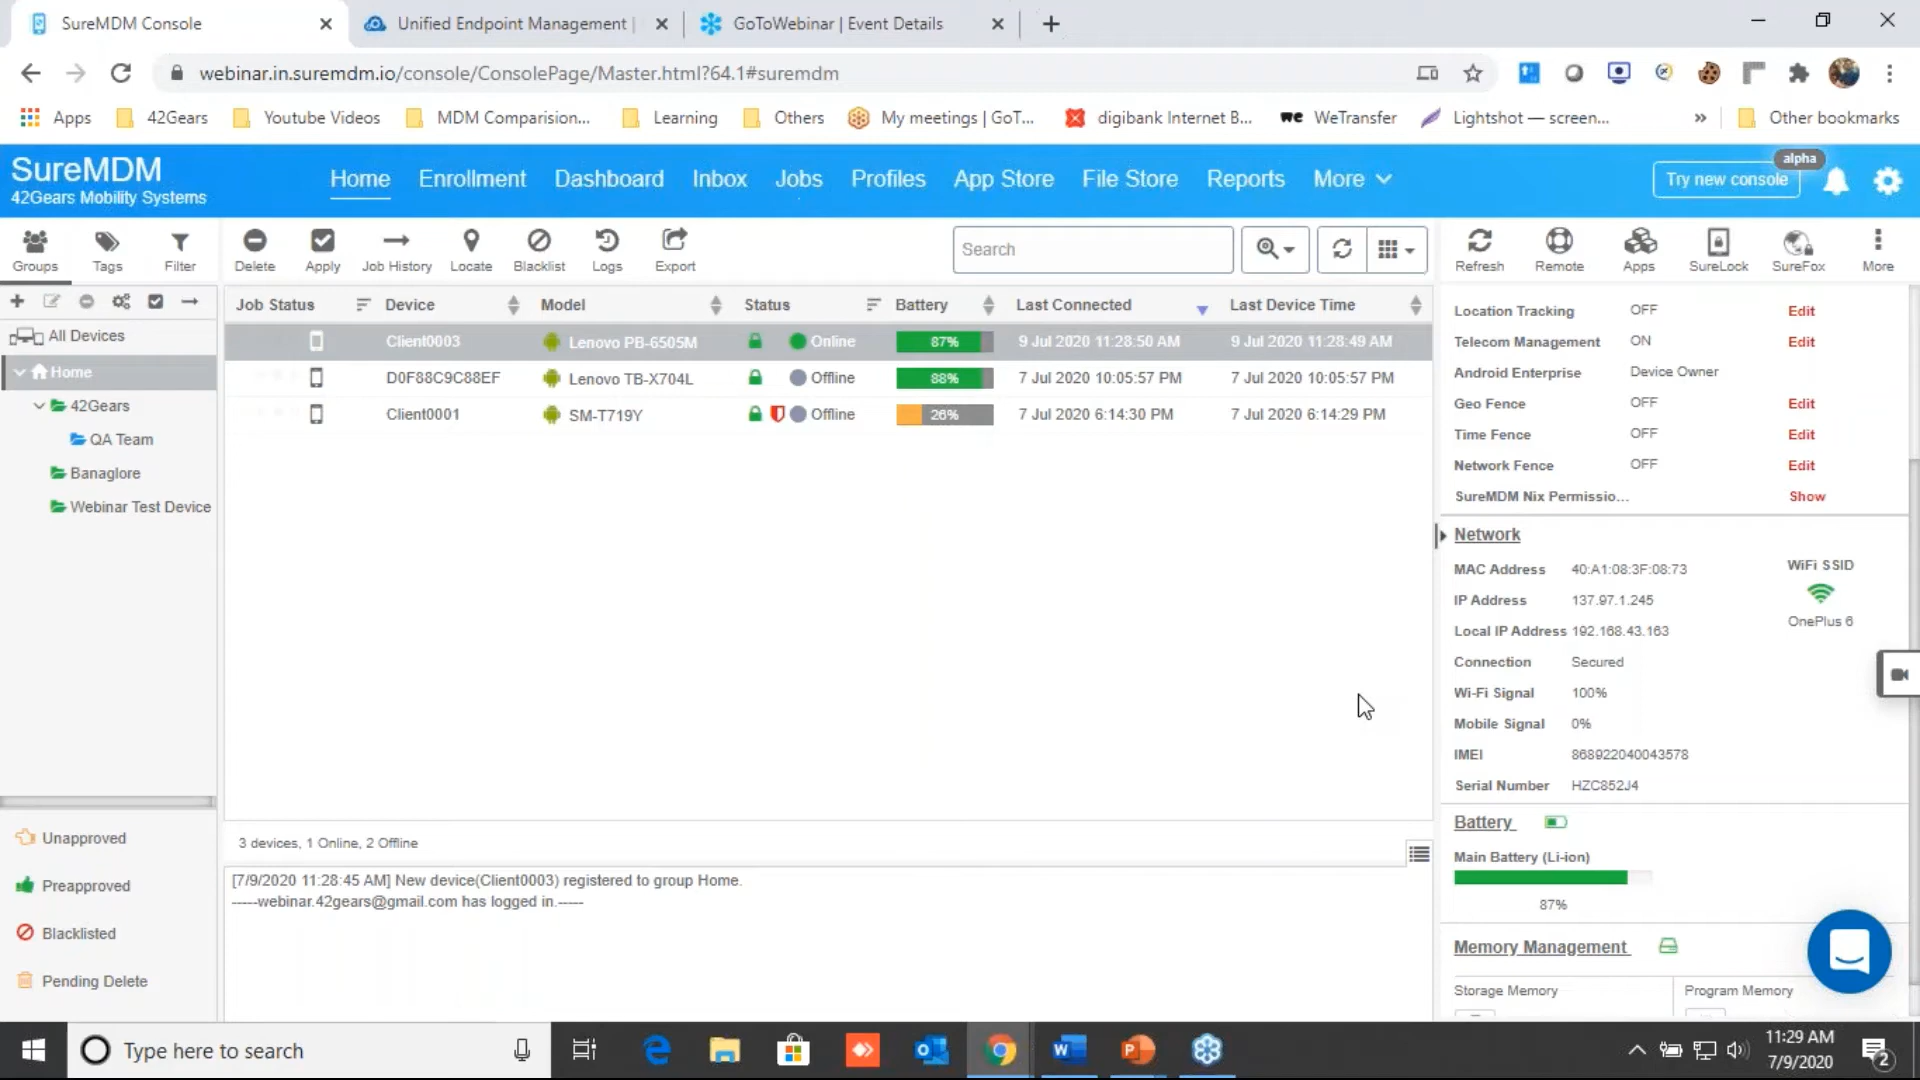 SureMDM Console
Unified Endpoint Management |
GoToWebinar | Event Details
webinar.in.suremdm.io/console/ConsolePage/Master.html?64.1#suremdm
Apps
42Gears
Youtube Videos
MDM Comparision...
Learning
Others
My meetings | GoT...
digibank Internet B...
we WeTransfer
Lightshot — screen...
»
Other bookmarks
SureMDM
42Gears Mobility Systems
Home Enrollment Dashboard Inbox Jobs Profiles App Store File Store Reports More
alpha
Try new console
Groups Tags Filter
Delete Apply Job History Locate Blacklist Logs Export
Search
Refresh Remote Apps SureLock SureFox More
All Devices
Home
42Gears
QA Team
Banaglore
Webinar Test Device
Unapproved
Preapproved
Blacklisted
Pending Delete
Job Status Device Model Status Battery Last Connected Last Device Time
Client0003 Lenovo PB-6505M Online 87% 9 Jul 2020 11:28:50 AM 9 Jul 2020 11:28:49 AM
D0F88C9C88EF Lenovo TB-X704L Offline 88% 7 Jul 2020 10:05:57 PM 7 Jul 2020 10:05:57 PM
Client0001 SM-T719Y Offline 26% 7 Jul 2020 6:14:30 PM 7 Jul 2020 6:14:29 PM
3 devices, 1 Online, 2 Offline
[7/9/2020 11:28:45 AM] New device(Client0003) registered to group Home.
-----webinar.42gears@gmail.com has logged in.-----
Location Tracking OFF Edit
Telecom Management ON Edit
Android Enterprise Device Owner
Geo Fence OFF Edit
Time Fence OFF Edit
Network Fence OFF Edit
SureMDM Nix Permissio... Show
Network
MAC Address 40:A1:08:3F:08:73
IP Address 137.97.1.245
Local IP Address 192.168.43.163
Connection Secured
Wi-Fi Signal 100%
Mobile Signal 0%
IMEI 868922040043578
Serial Number HZC852J4
WiFi SSID
OnePlus 6
Battery
Main Battery (Li-ion)
87%
Memory Management
Storage Memory Program Memory
Type here to search
11:29 AM
7/9/2020
2